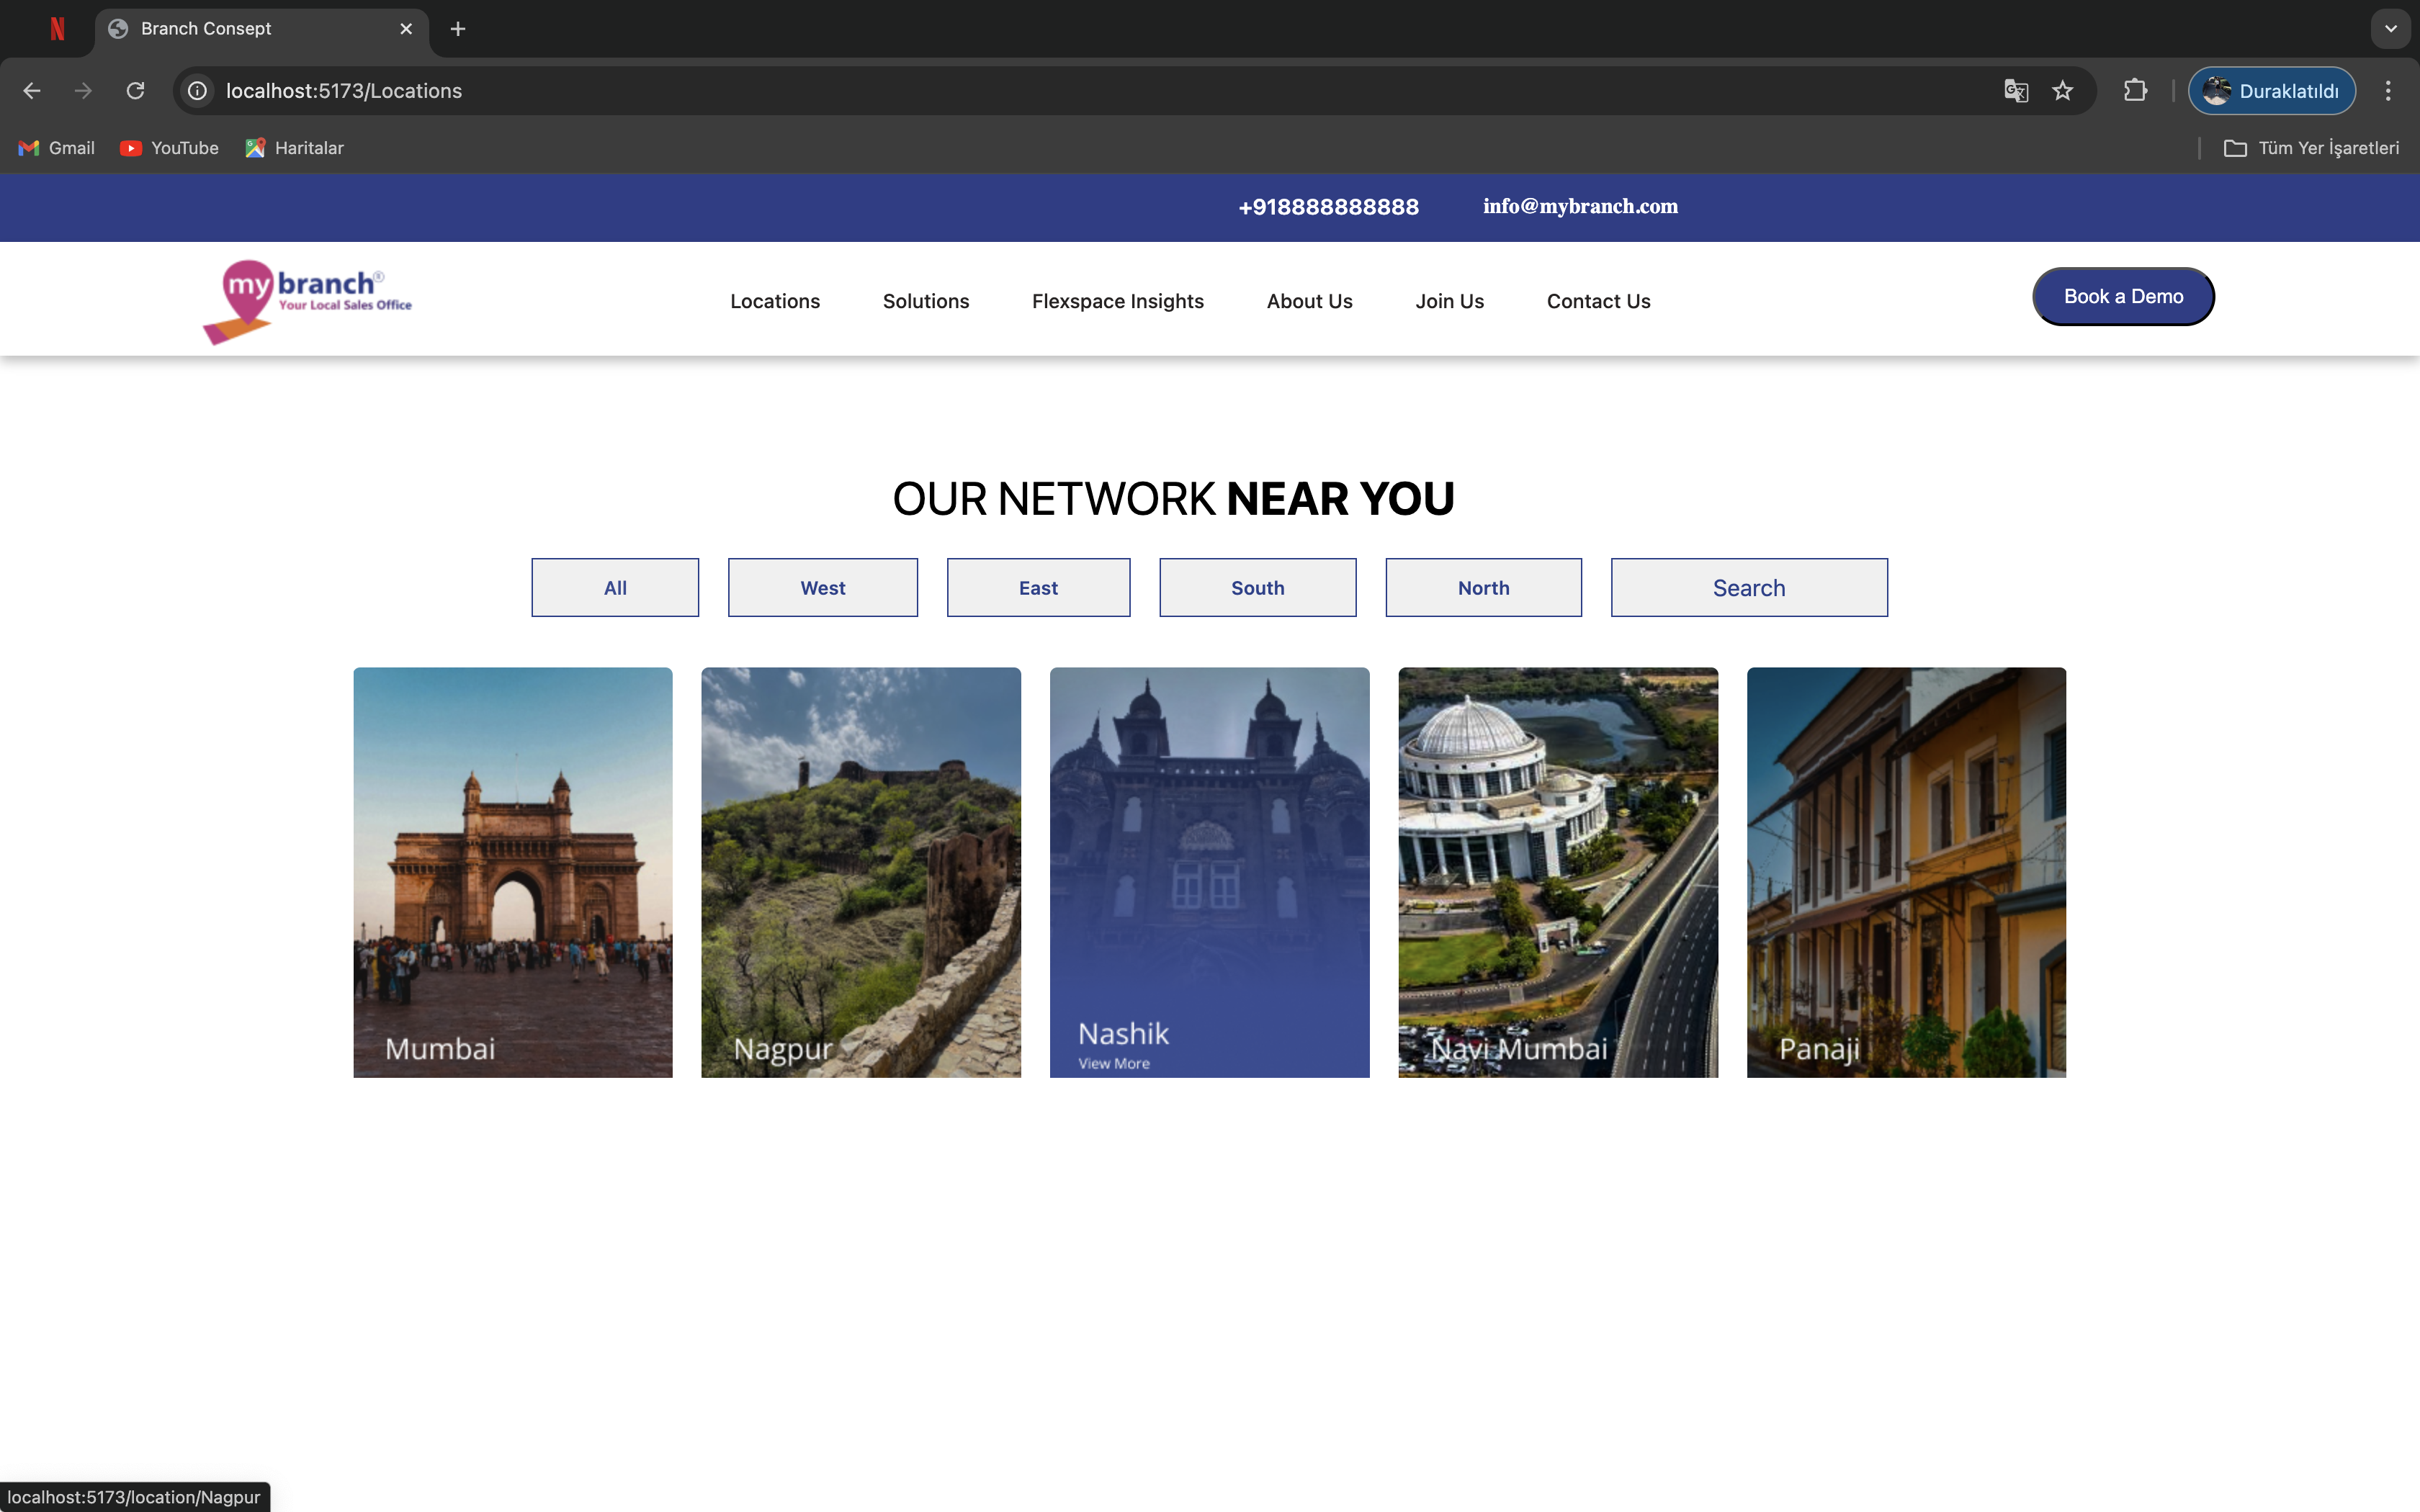 Branch Consept
localhost:5173/Locations
Duraklatıldı
Gmail
YouTube
Haritalar
Tüm Yer İşaretleri
+918888888888
info@mybranch.com
my branch®
Your Local Sales Office
Locations
Solutions
Flexspace Insights
About Us
Join Us
Contact Us
Book a Demo
OUR NETWORK NEAR YOU
All
West
East
South
North
Search
Mumbai
Nagpur
Nashik
View More
Navi Mumbai
Panaji
localhost:5173/location/Nagpur